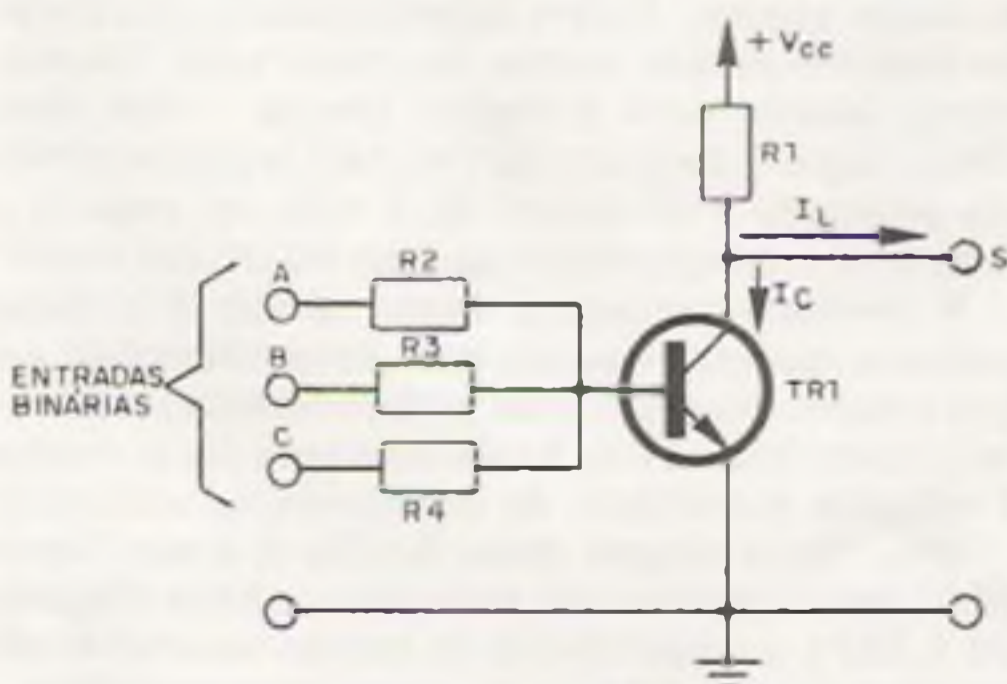 + Vcc
R1
IL
S
IC
A
R2
B
R3
ENTRADAS
BINÁRIAS
TR1
C
R4